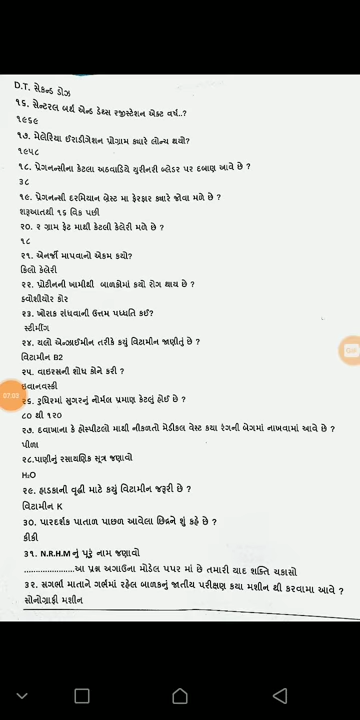 D.T. સેકન્ડ ડોઝ
૧૬. સેન્ટરલ બર્થ એન્ડ ડેથ્સ રજીસ્ટ્રેશન એક્ટ વર્ષ..?
૧૯૬૯
૧૭. મેલેરિયા ઈરાડીગેશન પ્રોગ્રામ ક્યારે લોન્ચ થયો?
૧૯૫૮
૧૮. પ્રેગનન્સીના કેટલા અઠવાડિયે યુરીનરી બ્લેડર પર દબાણ આવે છે ?
૩૮
૧૯. પ્રેગનન્સી દરમિયાન બ્રેસ્ટ મા ફેરફાર ક્યારે જોવા મળે છે ?
શરૂઆતથી ૧૬ વિક પછી
૨૦. ૨ ગ્રામ ફેટ માથી કેટલી કેલેરી મળે છે ?
૧૮
૨૧. એનર્જી માપવાનો એકમ કયો?
કિલો કેલેરી
૨૨. પ્રોટીનની ખામીથી બાળકોમાં કયો રોગ થાય છે ?
ક્વોશીયોર કોર
૨૩. ખોરાક રાંધવાની ઉત્તમ પધ્ધતિ કઈ?
સ્ટીમીંગ
૨૪. યલો એન્ઝાઈમીન તરીકે કયું વિટામીન જાણીતું છે ?
વિટામીન B2
૨૫. વાઇરસની શોધ કોને કરી ?
ઇવાનવસ્કી
૨૬. રુધિરમાં સુગરનું નોર્મલ પ્રમાણ કેટલું હોઈ છે ?
૮૦ થી ૧૨૦
૨૭. દવાખાના કે હોસ્પીટલો માથી નીકળતો મેડીકલ વેસ્ટ કયા રંગની બેગમાં નાખવામાં આવે છે ?
પીળા
૨૮.પાણીનું રસાયણિક સૂત્ર જણાવો
H₂O
૨૯. હાડકાની વૃદ્ધી માટે કયું વિટામીન જરૂરી છે ?
વિટામીન K
૩૦. પારદર્શક પાતાળ પાછળ આવેલા છિદ્રને શું કહે છે ?
કીકી
૩૧. N.R.H.M નું પૂરું નામ જણાવો
......................આ પ્રશ્ન અગાઉના મોડેલ પપર માં છે તમારી યાદ શક્તિ ચકાસો
૩૨. સગર્ભા માતાને ગર્ભમાં રહેલ બાળકનું જાતીય પરીક્ષણ કયા મશીન થી કરવામા આવે ?
સોનોગ્રાફી મશીન
07:03